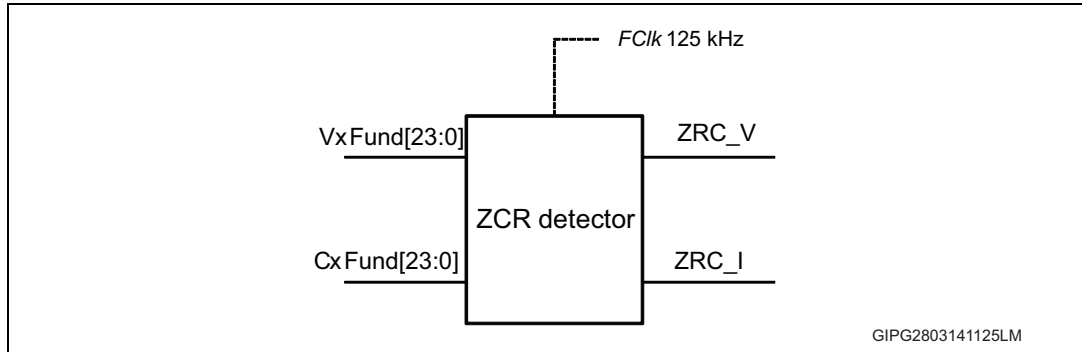 FClk 125 kHz
VxFund[23:0]
ZRC_V
ZCR detector
CxFund[23:0]
ZRC_I
GIPG2803141125LM